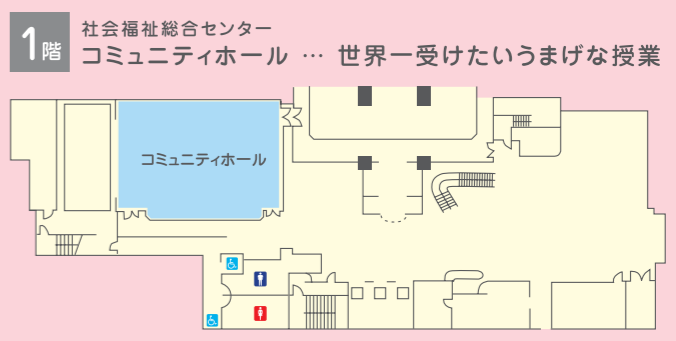 1階
社会福祉総合センター
コミュニティホール … 世界一受けたいうまげな授業
コミュニティホール